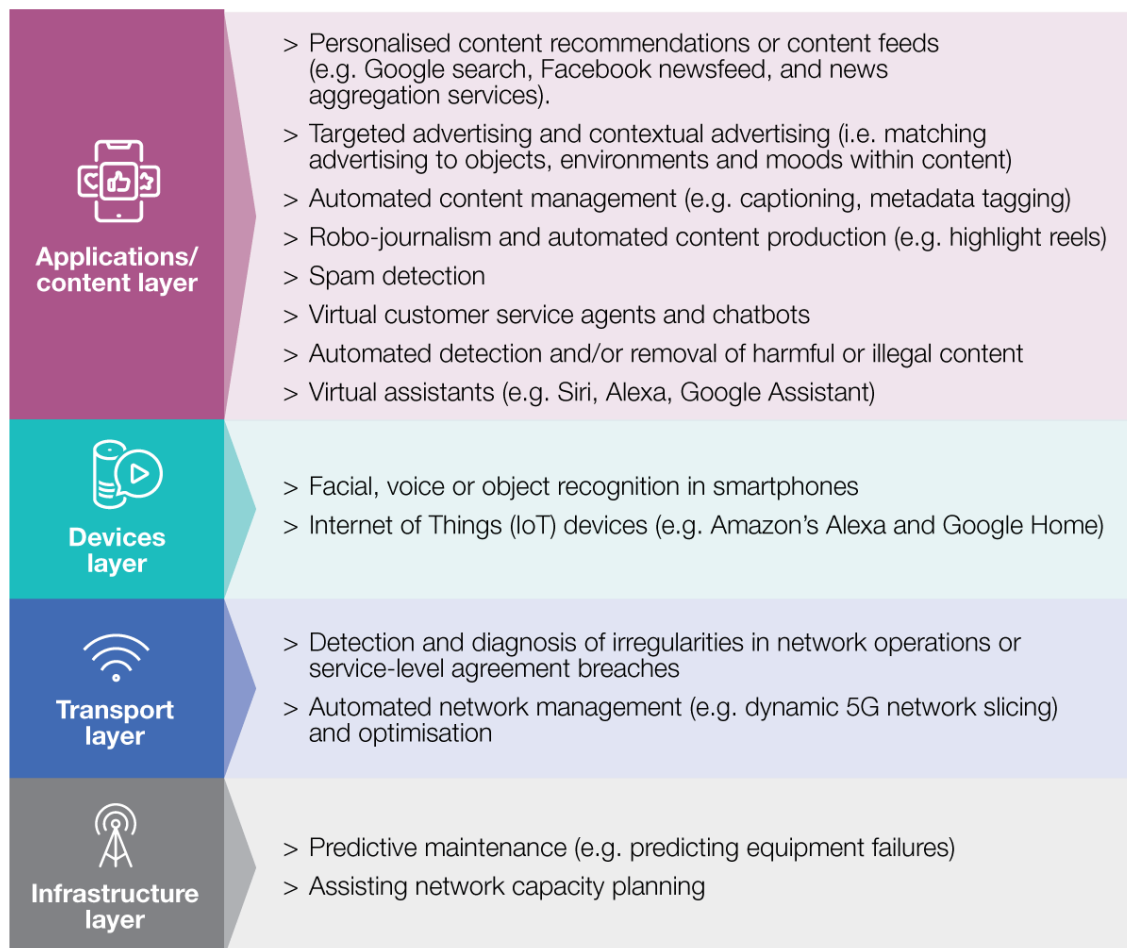 Applications/
content layer
> Personalised content recommendations or content feeds
(e.g. Google search, Facebook newsfeed, and news
aggregation services).
> Targeted advertising and contextual advertising (i.e. matching
advertising to objects, environments and moods within content)
> Automated content management (e.g. captioning, metadata tagging)
> Robo-journalism and automated content production (e.g. highlight reels)
> Spam detection
> Virtual customer service agents and chatbots
> Automated detection and/or removal of harmful or illegal content
> Virtual assistants (e.g. Siri, Alexa, Google Assistant)
Devices
layer
> Facial, voice or object recognition in smartphones
> Internet of Things (IoT) devices (e.g. Amazon’s Alexa and Google Home)
Transport
layer
> Detection and diagnosis of irregularities in network operations or
service-level agreement breaches
> Automated network management (e.g. dynamic 5G network slicing)
and optimisation
Infrastructure
layer
> Predictive maintenance (e.g. predicting equipment failures)
> Assisting network capacity planning